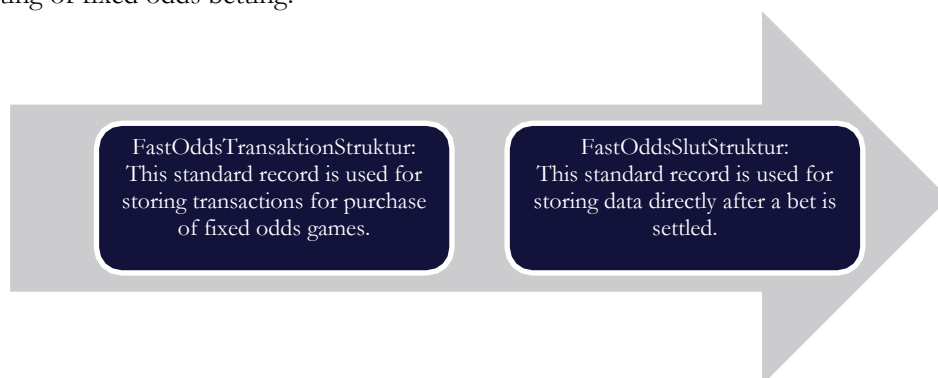 of fixed odds betting.
FastOddsTransaktionStruktur:
This standard record is used for
storing transactions for purchase
of fixed odds games.
FastOddsSlutStruktur:
This standard record is used for
storing data directly after a bet is
settled.